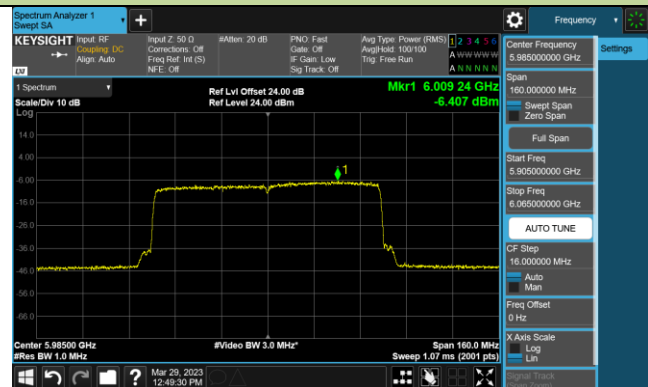 Spectrum Analyzer 1
Swept SA
+
Frequency
KEYSIGHT
Input: RF
Coupling: DC
Align: Auto
Input Z: 50 Ω
Corrections: Off
Freq Ref: Int (S)
NFE: Off
#Atten: 20 dB
PNO: Fast
Gate: Off
IF Gain: Low
Sig Track: Off
Avg Type: Power (RMS)
Avg|Hold: 100/100
Trig: Free Run
1 2 3 4 5 6
A W W W W W
A N N N N N
LXI
1 Spectrum
Scale/Div 10 dB
Log
Ref Lvl Offset 24.00 dB
Ref Level 24.00 dBm
Mkr1 6.009 24 GHz
-6.407 dBm
14.0
4.00
-6.00
-16.0
-26.0
-36.0
-46.0
-56.0
-66.0
1
Center 5.98500 GHz
#Res BW 1.0 MHz
#Video BW 3.0 MHz*
Span 160.0 MHz
Sweep 1.07 ms (2001 pts)
Mar 29, 2023
12:49:30 PM
Center Frequency
5.985000000 GHz
Settings
Span
160.000000 MHz
Swept Span
Zero Span
Full Span
Start Freq
5.905000000 GHz
Stop Freq
6.065000000 GHz
AUTO TUNE
CF Step
16.000000 MHz
Auto
Man
Freq Offset
0 Hz
X Axis Scale
Log
Lin
Signal Track
(Span Zoom)